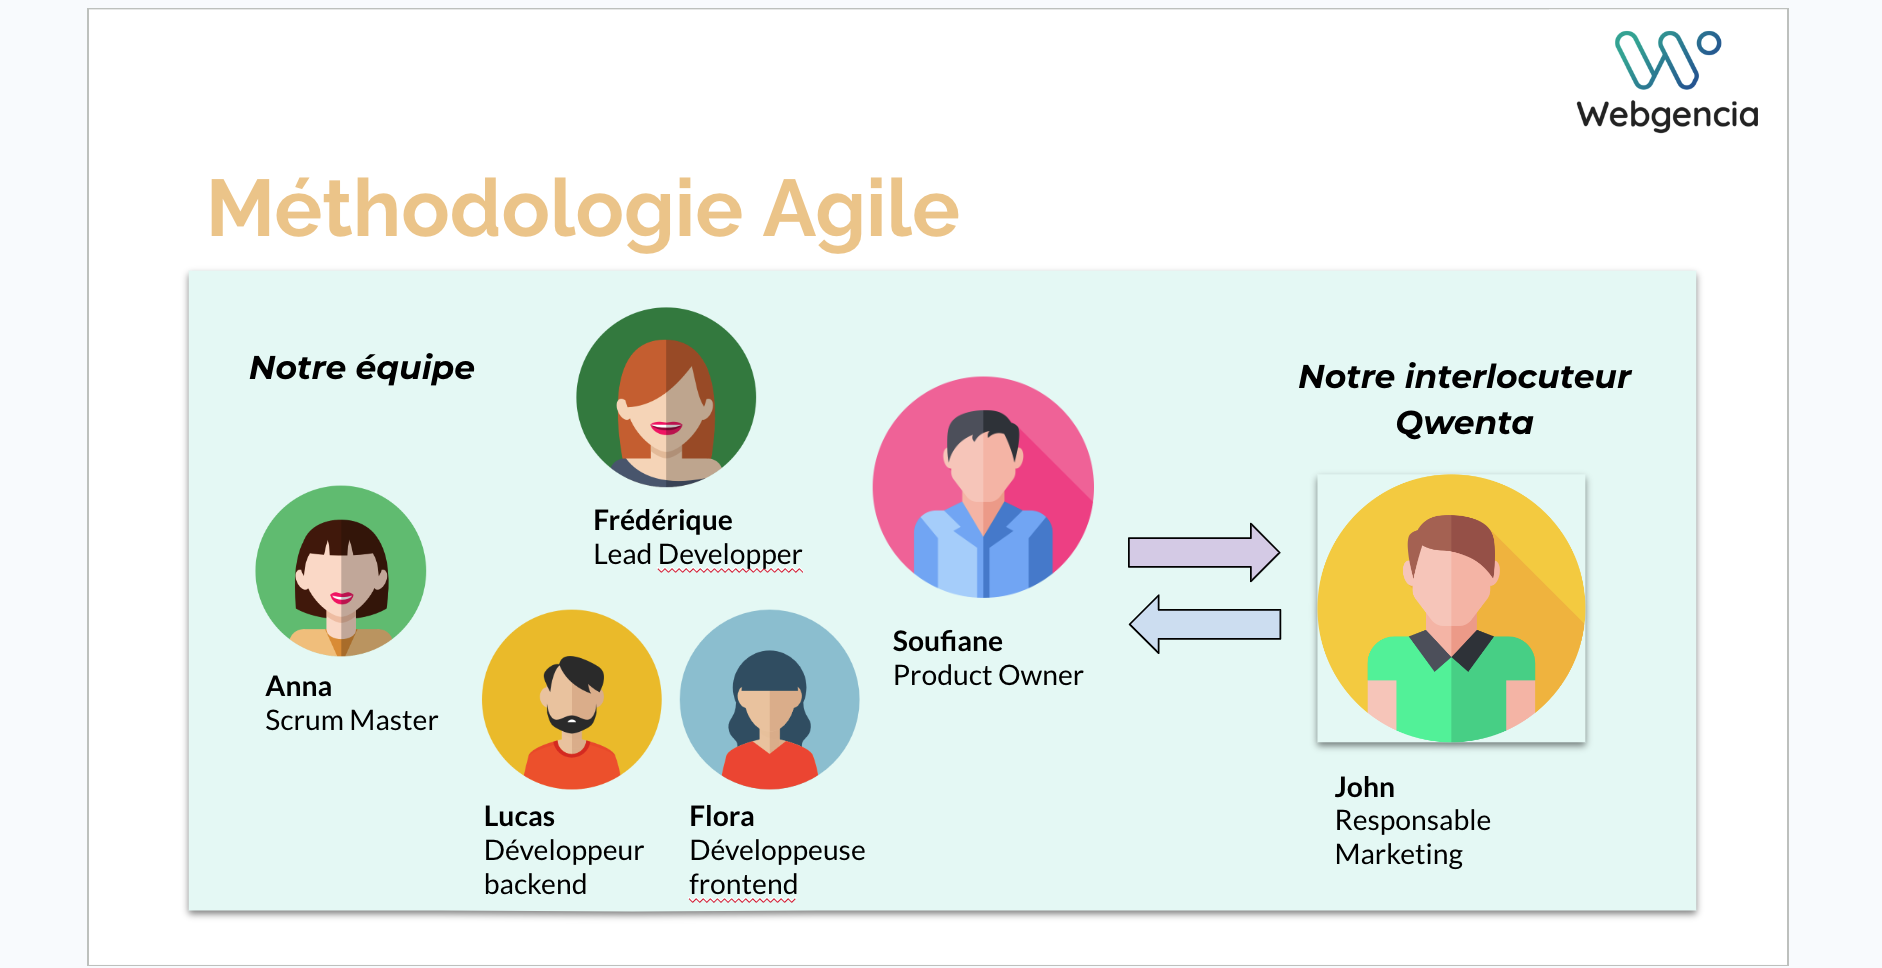 Webgencia
Méthodologie Agile
Notre équipe
Frédérique
Lead Developper
Anna
Scrum Master
Lucas
Développeur
backend
Flora
Développeuse
frontend
Soufiane
Product Owner
Notre interlocuteur
Qwenta
John
Responsable
Marketing